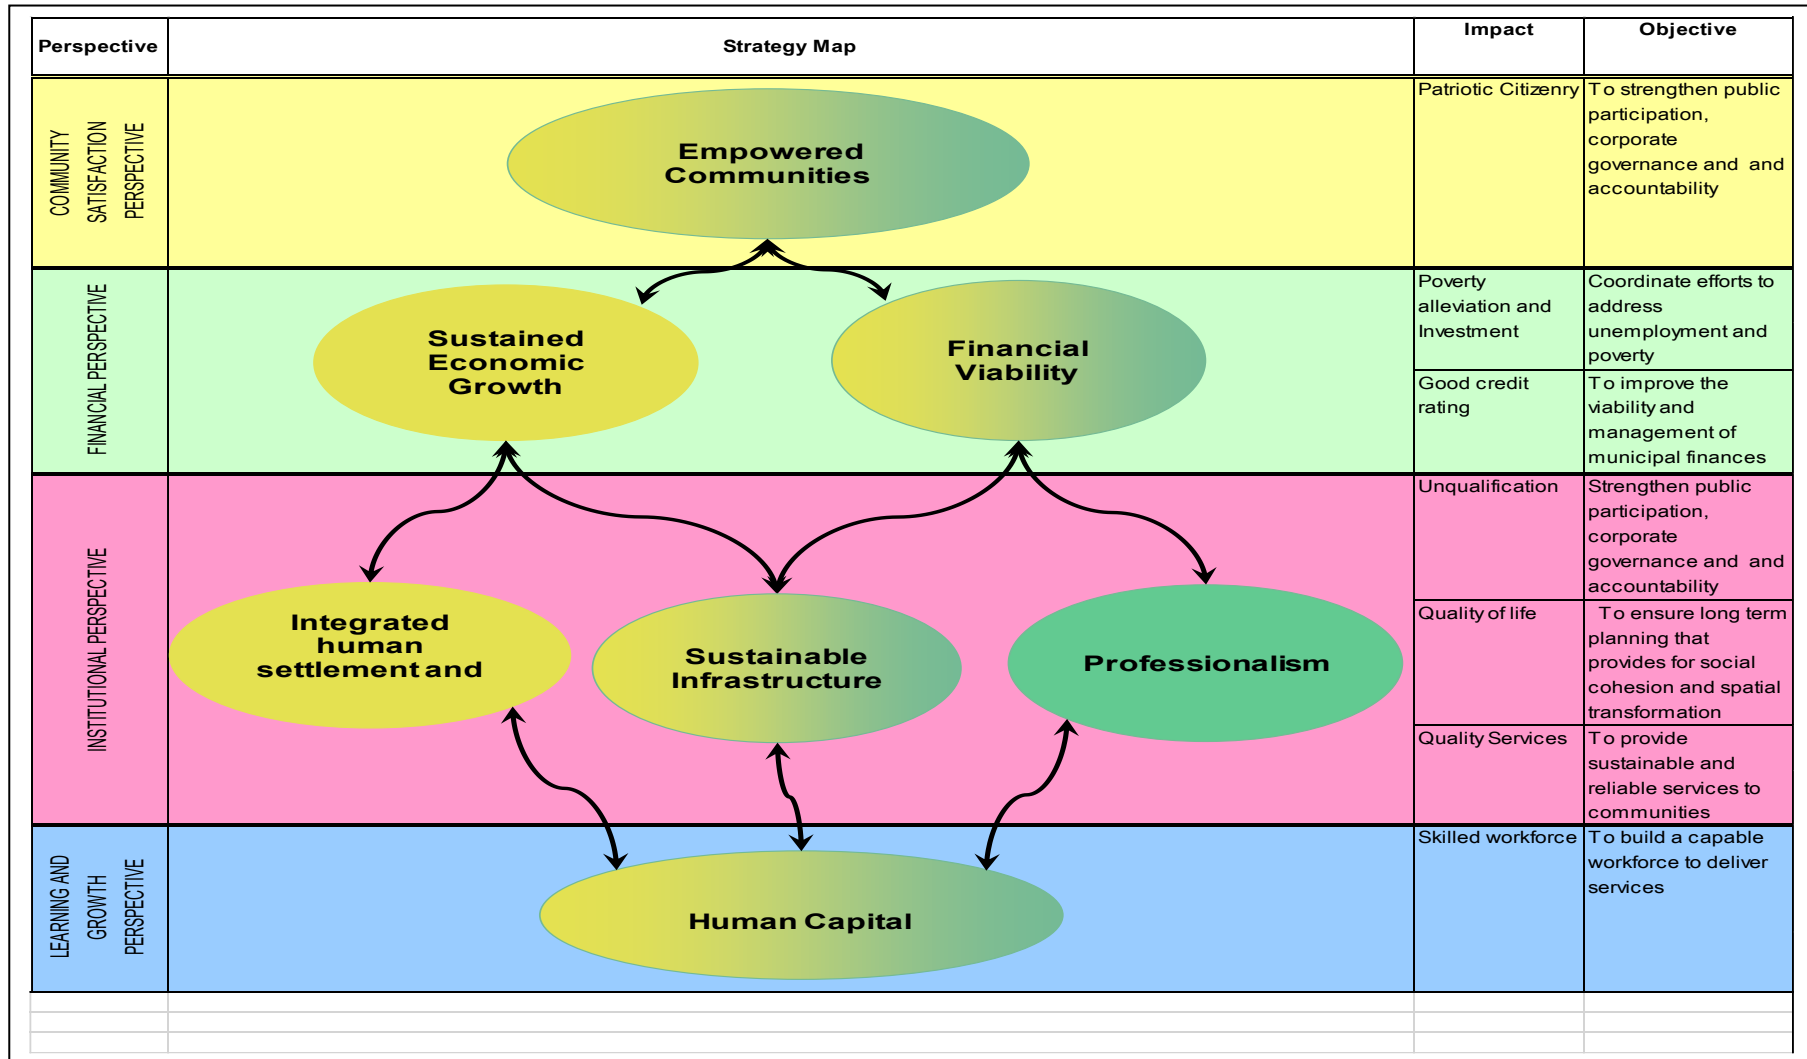 Perspective
Strategy Map
Impact
Objective
COMMUNITY
SATISFACTION
PERSPECTIVE
Empowered
Communities
Patriotic Citizenry
To strengthen public
participation,
corporate
governance and and
accountability
FINANCIAL PERSPECTIVE
Sustained
Economic
Growth
Financial
Viability
Poverty
alleviation and
Investment
Coordinate efforts to
address
unemployment and
poverty
Good credit
rating
To improve the
viability and
management of
municipal finances
INSTITUTIONAL PERSPECTIVE
Integrated
human
settlement and
Sustainable
Infrastructure
Professionalism
Unqualification
Strengthen public
participation,
corporate
governance and and
accountability
Quality of life
To ensure long term
planning that
provides for social
cohesion and spatial
transformation
Quality Services
To provide
sustainable and
reliable services to
communities
LEARNING AND
GROWTH
PERSPECTIVE
Human Capital
Skilled workforce
To build a capable
workforce to deliver
services